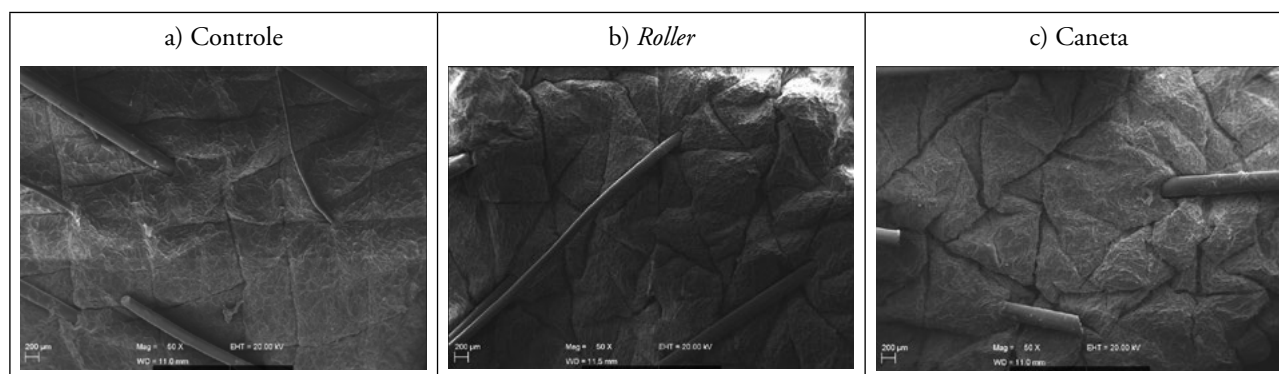 a) Controle
b) Roller
c) Caneta
200 µm
Mag = 50 X
EHT = 20.00 kV
WD = 11.0 mm
200 µm
Mag = 50 X
EHT = 20.00 kV
WD = 11.5 mm
200 µm
Mag = 50 X
EHT = 20.00 kV
WD = 11.0 mm